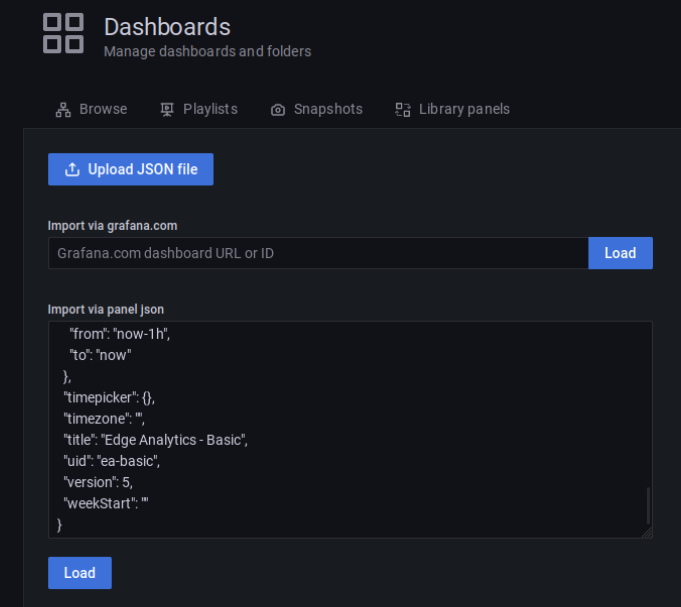 Dashboards
Manage dashboards and folders
Browse Playlists Snapshots Library panels
Upload JSON file
Import via grafana.com
Grafana.com dashboard URL or ID Load
Import via panel json
"from": "now-1h",
"to": "now"
},
"timepicker": {},
"timezone": "",
"title": "Edge Analytics - Basic",
"uid": "ea-basic",
"version": 5,
"weekStart": ""
}
Load